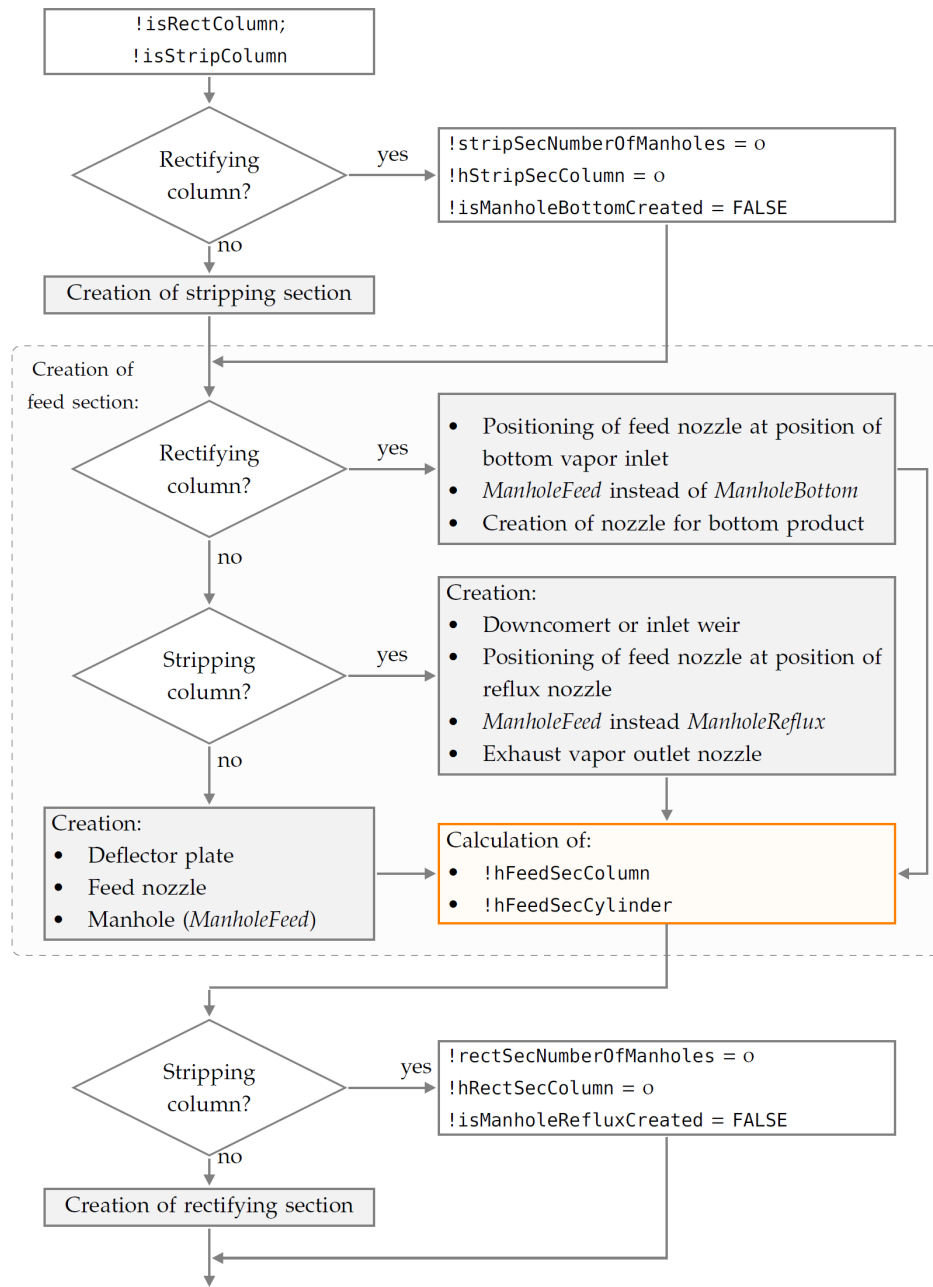 !isRectColumn;
!isStripColumn
Rectifying
column?
yes
!stripSecNumberOfManholes = 0
!hStripSecColumn = 0
!isManholeBottomCreated = FALSE
no
Creation of stripping section
Creation of
feed section:
Rectifying
column?
yes
• Positioning of feed nozzle at position of
bottom vapor inlet
• ManholeFeed instead of ManholeBottom
• Creation of nozzle for bottom product
no
Stripping
column?
yes
Creation:
• Downcomert or inlet weir
• Positioning of feed nozzle at position of
reflux nozzle
• ManholeFeed instead ManholeReflux
• Exhaust vapor outlet nozzle
no
Creation:
• Deflector plate
• Feed nozzle
• Manhole (ManholeFeed)
Calculation of:
• !hFeedSecColumn
• !hFeedSecCylinder
Stripping
column?
yes
!rectSecNumberOfManholes = 0
!hRectSecColumn = 0
!isManholeRefluxCreated = FALSE
no
Creation of rectifying section